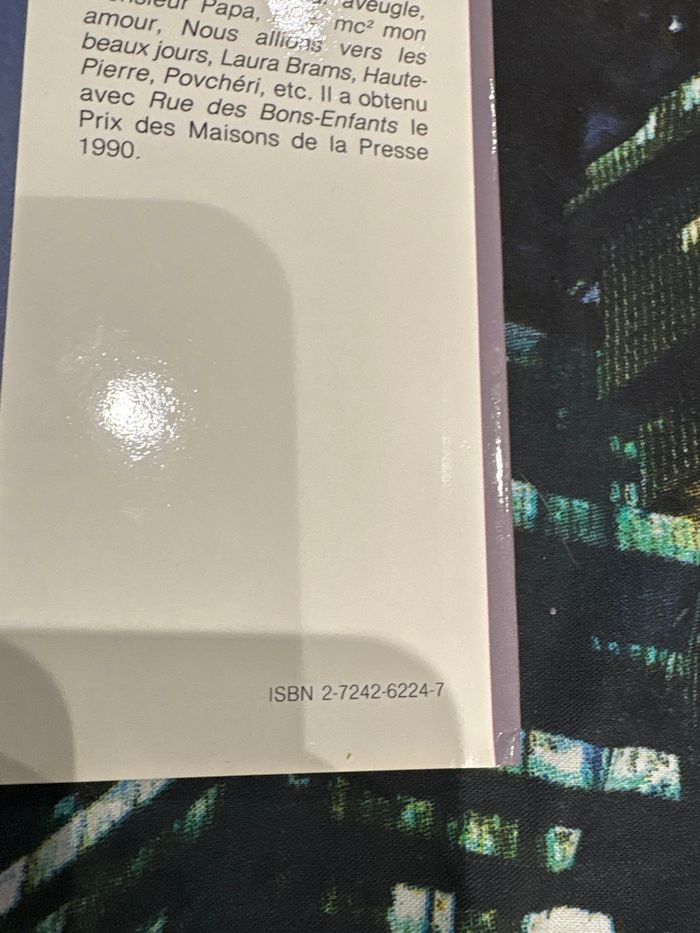 Papa, mc² mon
amour, Nous allions vers les
beaux jours, Laura Brams, Haute-
Pierre, Povchéri, etc. Il a obtenu
avec Rue des Bons-Enfants le
Prix des Maisons de la Presse
1990.
ISBN 2-7242-6224-7